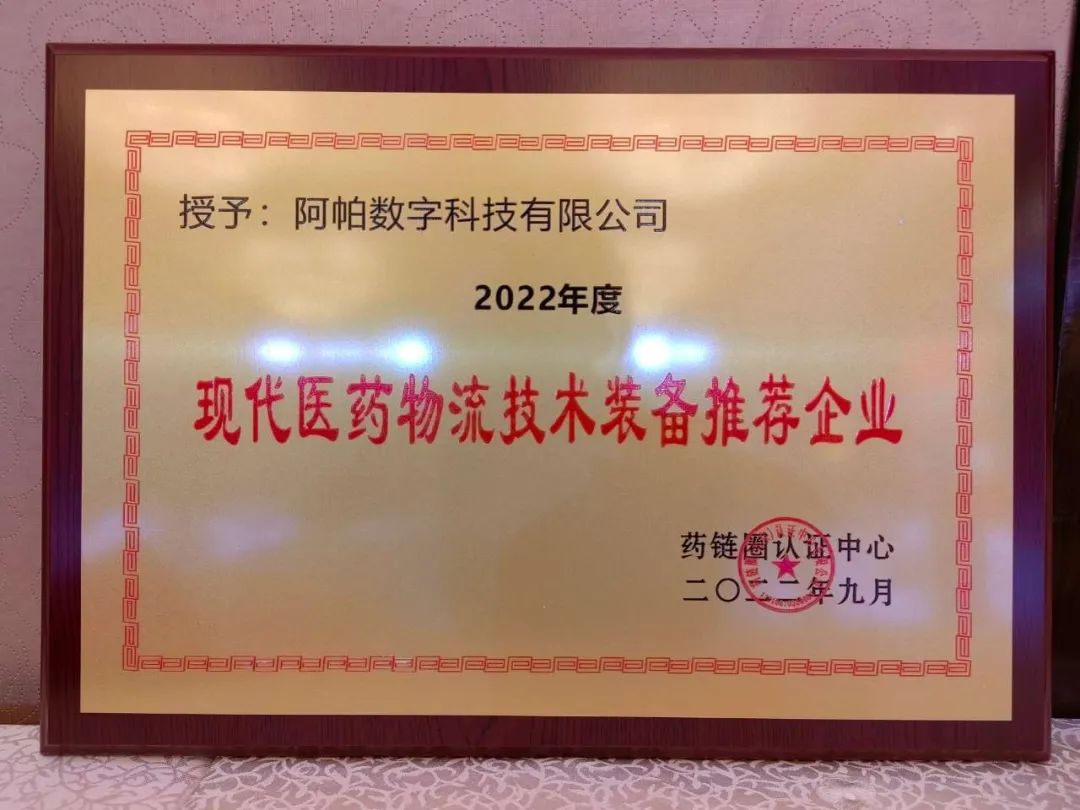 授予：阿帕数字科技有限公司
2022年度
现代医药物流技术装备推荐企业
药链圈认证中心
二〇二二年九月